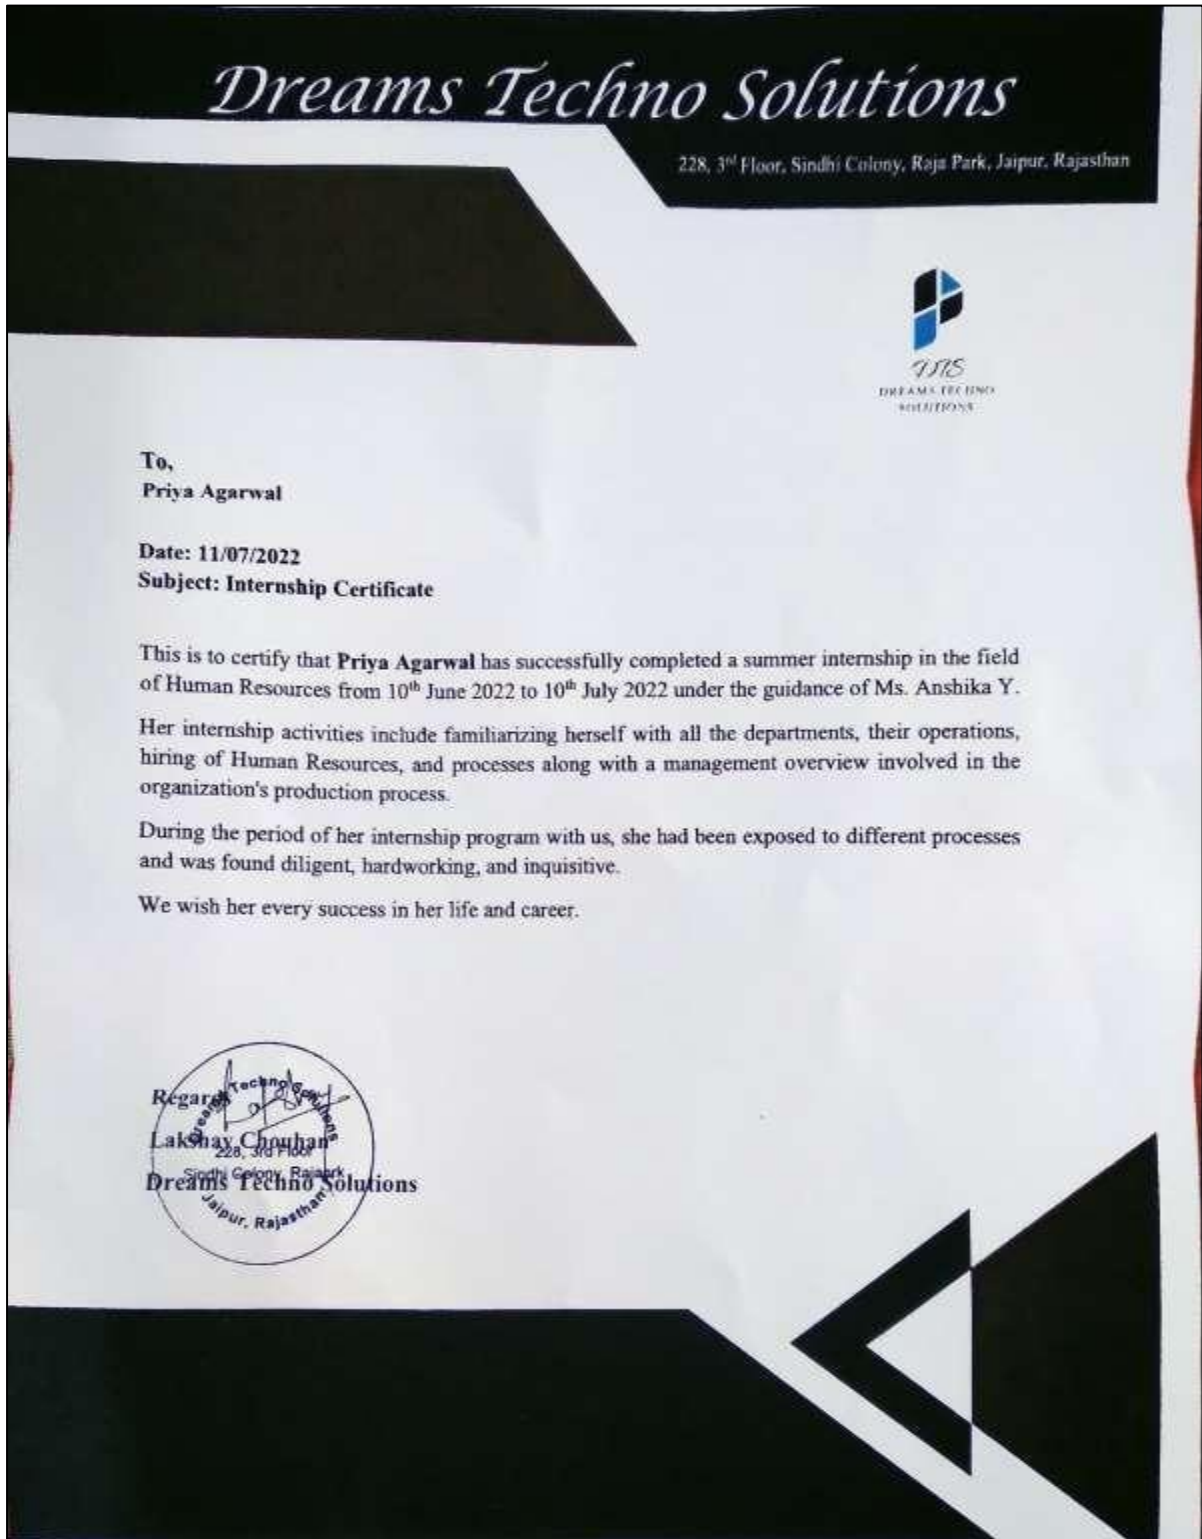 Dreams Techno Solutions
228, 3rd Floor, Sindhi Colony, Raja Park, Jaipur, Rajasthan
DTS
DREAMS TECHNO
SOLUTIONS
To,
Priya Agarwal
Date: 11/07/2022
Subject: Internship Certificate
This is to certify that Priya Agarwal has successfully completed a summer internship in the field
of Human Resources from 10th June 2022 to 10th July 2022 under the guidance of Ms. Anshika Y.
Her internship activities include familiarizing herself with all the departments, their operations,
hiring of Human Resources, and processes along with a management overview involved in the
organization's production process.
During the period of her internship program with us, she had been exposed to different processes
and was found diligent, hardworking, and inquisitive.
We wish her every success in her life and career.
Lakshay Chouhan
Dreams Techno Solutions
Dreams Techno Solutions
228, 3rd Floor
Sindhi Colony,
Jaipur, Rajasthan